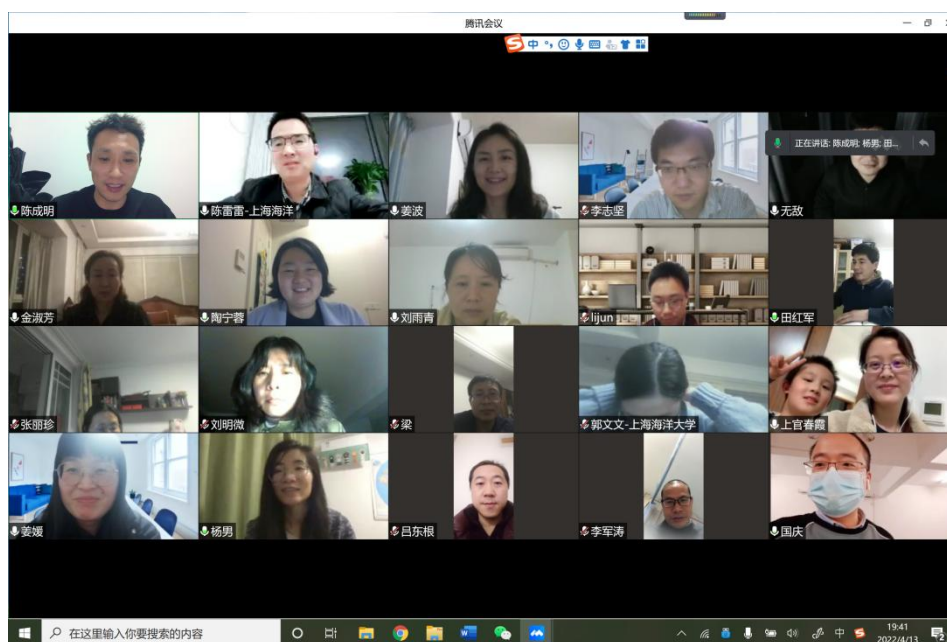 腾讯会议
中
正在讲话: 陈成明; 杨男; 田...
陈成明
陈雷雷-上海海洋
姜波
李志坚
无敌
金淑芳
陶宁蓉
刘雨青
lijun
田红军
张丽珍
刘明微
梁
郭文文-上海海洋大学
上官春霞
姜媛
杨男
吕东根
李军涛
国庆
在这里输入你要搜索的内容
中
19:41
2022/4/13